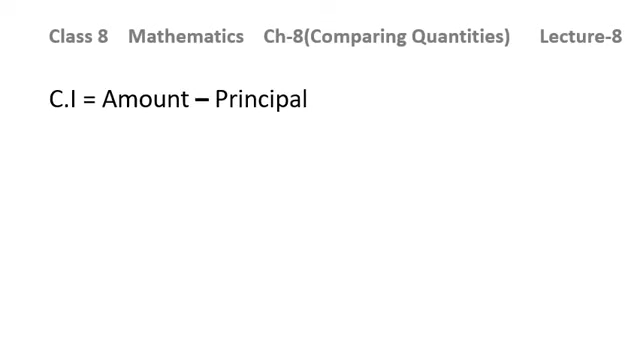 Class 8 Mathematics Ch-8(Comparing Quantities) Lecture-8
C.I = Amount – Principal